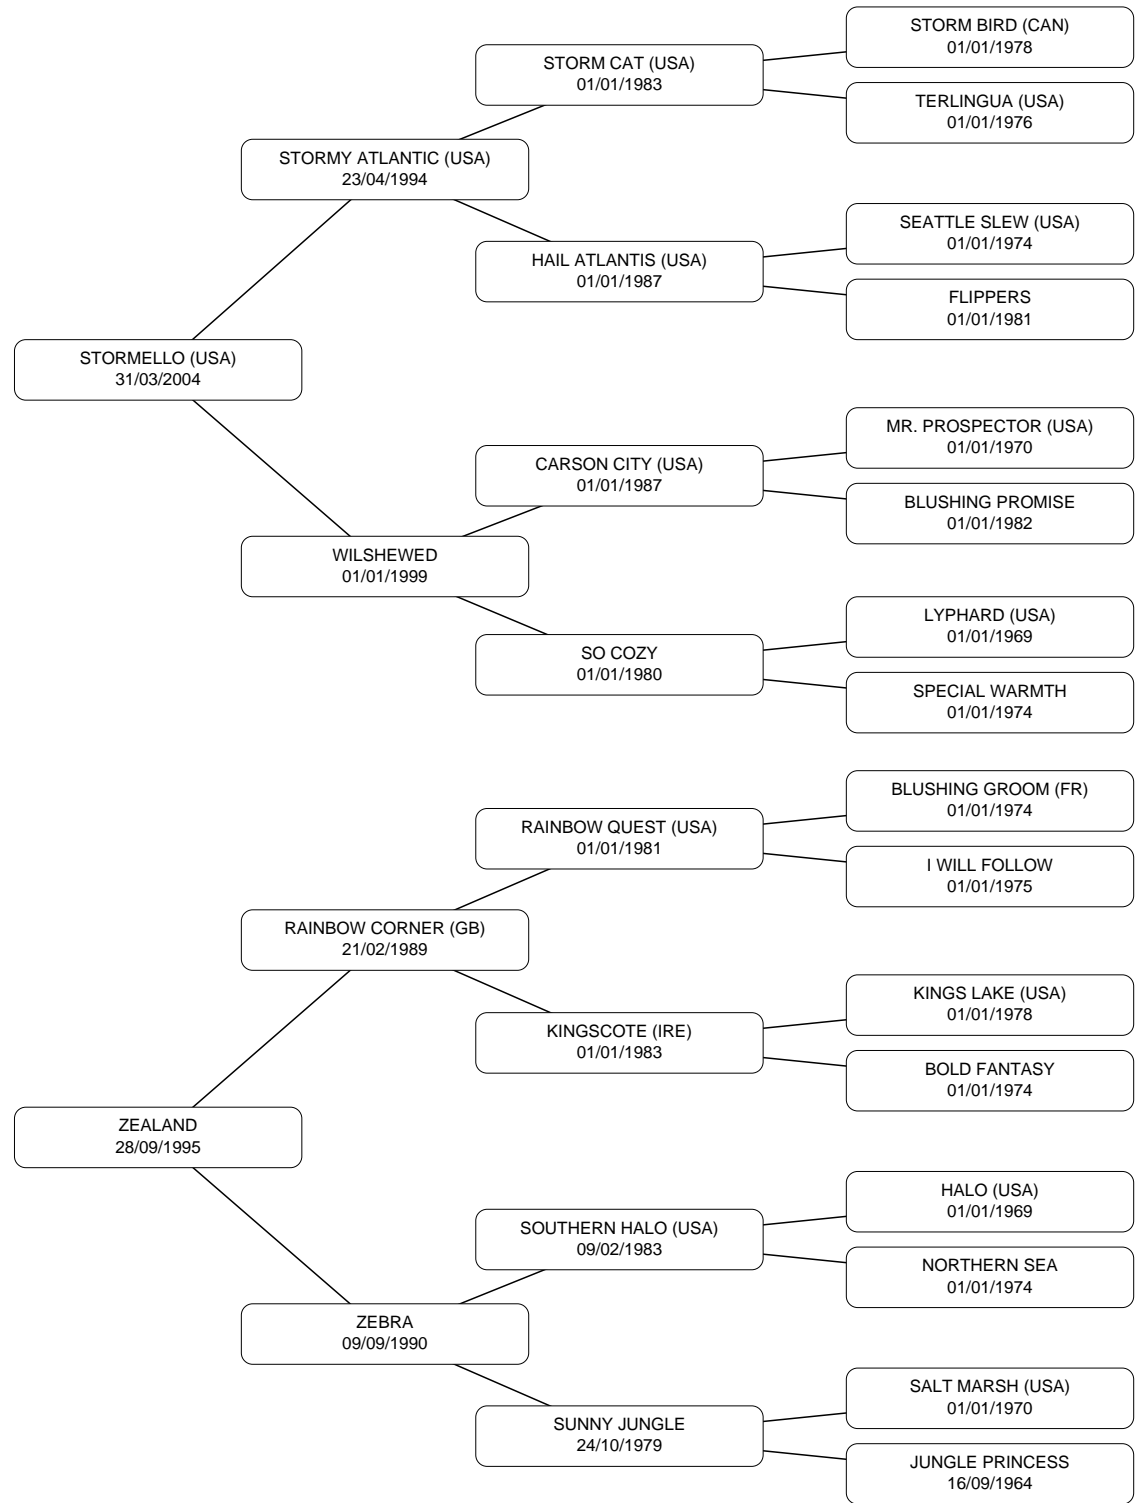 STORM BIRD (CAN)
01/01/1978
STORM CAT (USA)
01/01/1983
TERLINGUA (USA)
01/01/1976
STORMY ATLANTIC (USA)
23/04/1994
SEATTLE SLEW (USA)
01/01/1974
HAIL ATLANTIS (USA)
01/01/1987
FLIPPERS
01/01/1981
STORMELLO (USA)
31/03/2004
MR. PROSPECTOR (USA)
01/01/1970
CARSON CITY (USA)
01/01/1987
BLUSHING PROMISE
01/01/1982
WILSHEWED
01/01/1999
LYPHARD (USA)
01/01/1969
SO COZY
01/01/1980
SPECIAL WARMTH
01/01/1974
BLUSHING GROOM (FR)
01/01/1974
RAINBOW QUEST (USA)
01/01/1981
I WILL FOLLOW
01/01/1975
RAINBOW CORNER (GB)
21/02/1989
KINGS LAKE (USA)
01/01/1978
KINGSCOTE (IRE)
01/01/1983
BOLD FANTASY
01/01/1974
ZEALAND
28/09/1995
HALO (USA)
01/01/1969
SOUTHERN HALO (USA)
09/02/1983
NORTHERN SEA
01/01/1974
ZEBRA
09/09/1990
SALT MARSH (USA)
01/01/1970
SUNNY JUNGLE
24/10/1979
JUNGLE PRINCESS
16/09/1964